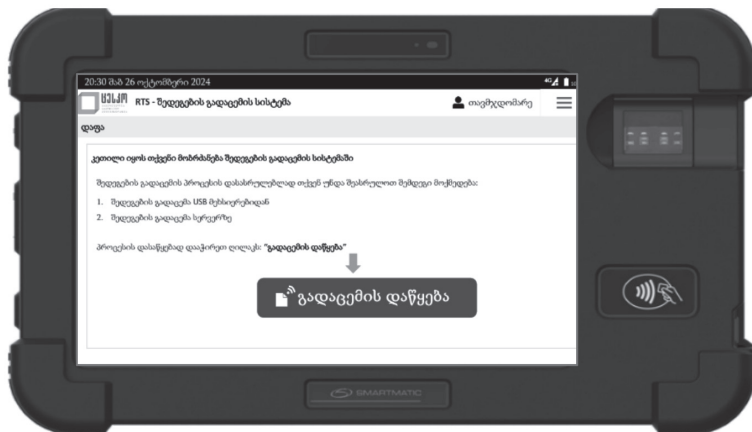 20:30 შაბ 26 ოქტომბერი 2024
4G
ცესკო
RTS - შედეგების გადაცემის სისტემა
თავმჯდომარე
დაფა
კეთილი იყოს თქვენი მობრძანება შედეგების გადაცემის სისტემაში
შედეგების გადაცემის პროცესის დასასრულებლად თქვენ უნდა შეასრულოთ შემდეგი მოქმედება:
1. შედეგების გადაცემა USB მეხსიერებიდან
2. შედეგების გადაცემა სერვერზე
პროცესის დასაწყებად დააჭირეთ ღილაკს: "გადაცემის დაწყება"
გადაცემის დაწყება
SMARTMATIC